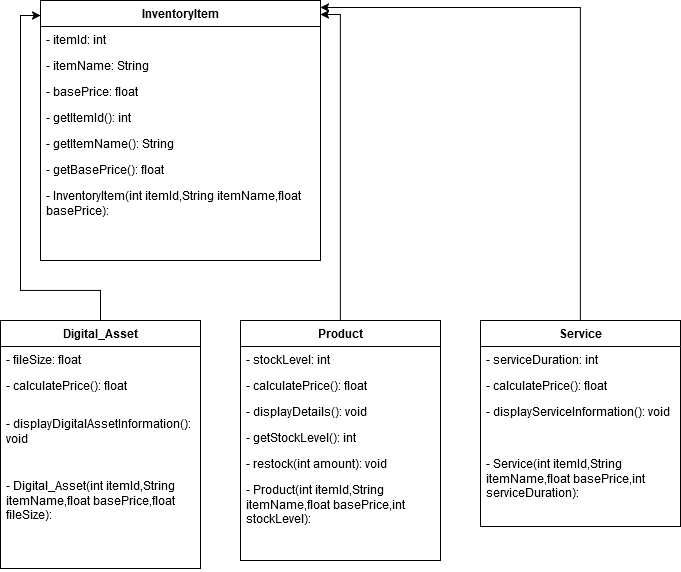 InventoryItem
- itemId: int
- itemName: String
- basePrice: float
- getItemId(): int
- getItemName(): String
- getBasePrice(): float
- InventoryItem(int itemId,String itemName,float
basePrice):
Digital_Asset
- fileSize: float
- calculatePrice(): float
- displayDigitalAssetInformation():
void
- Digital_Asset(int itemId,String
itemName,float basePrice,float
fileSize):
Product
- stockLevel: int
- calculatePrice(): float
- displayDetails(): void
- getStockLevel(): int
- restock(int amount): void
- Product(int itemId,String
itemName,float basePrice,int
stockLevel):
Service
- serviceDuration: int
- calculatePrice(): float
- displayServiceInformation(): void
- Service(int itemId,String
itemName,float basePrice,int
serviceDuration):